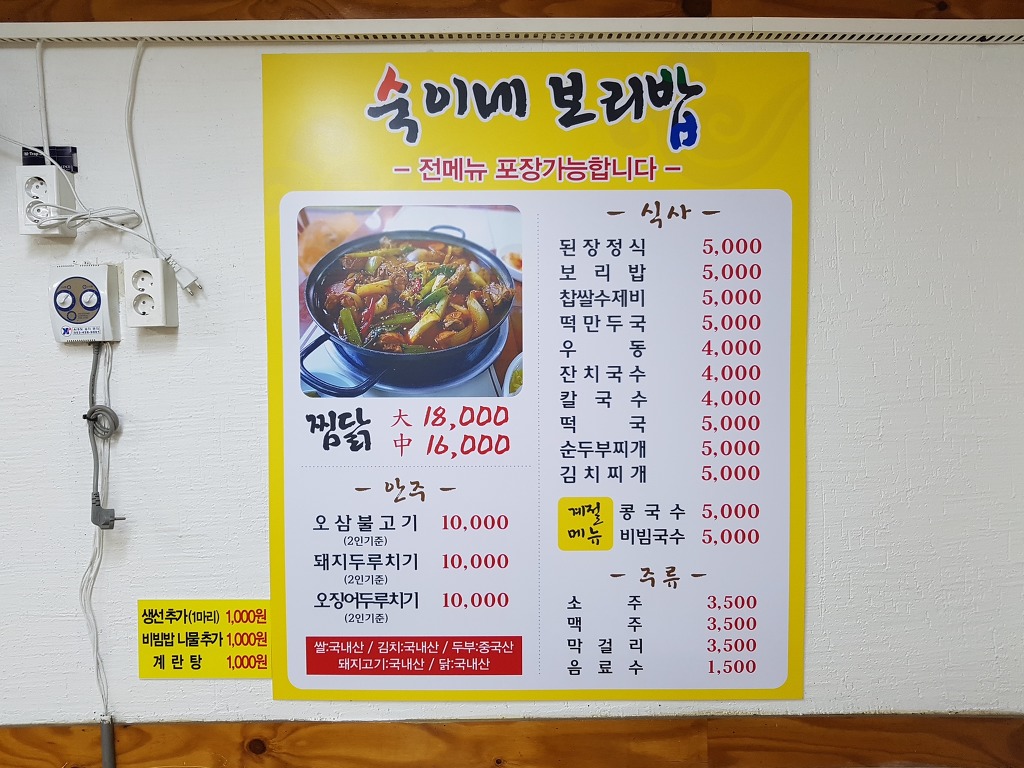 숙이네 보리밥
- 전메뉴 포장가능합니다 -
찜닭 大 18,000
中 16,000
- 안주 -
오삼불고기 10,000
(2인기준)
돼지두루치기 10,000
(2인기준)
오징어두루치기 10,000
(2인기준)
쌀:국내산 / 김치:국내산 / 두부:중국산
돼지고기:국내산 / 닭:국내산
- 식사 -
된장정식 5,000
보리밥 5,000
찹쌀수제비 5,000
떡만두국 5,000
우동 4,000
잔치국수 4,000
칼국수 4,000
떡국 5,000
순두부찌개 5,000
김치찌개 5,000
계절메뉴
콩국수 5,000
비빔국수 5,000
- 주류 -
소주 3,500
맥주 3,500
막걸리 3,500
음료수 1,500
생선추가(1마리) 1,000원
비빔밥 나물추가 1,000원
계란탕 1,000원